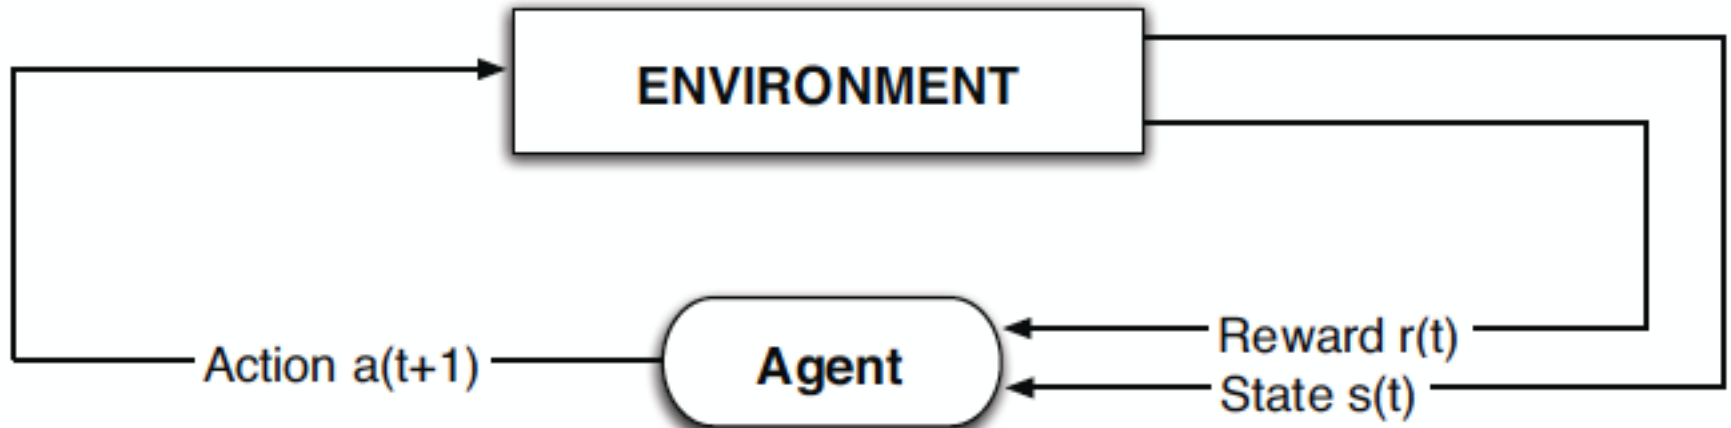 ENVIRONMENT
Reward r(t)
Action a(t+1)
Agent
State s(t)